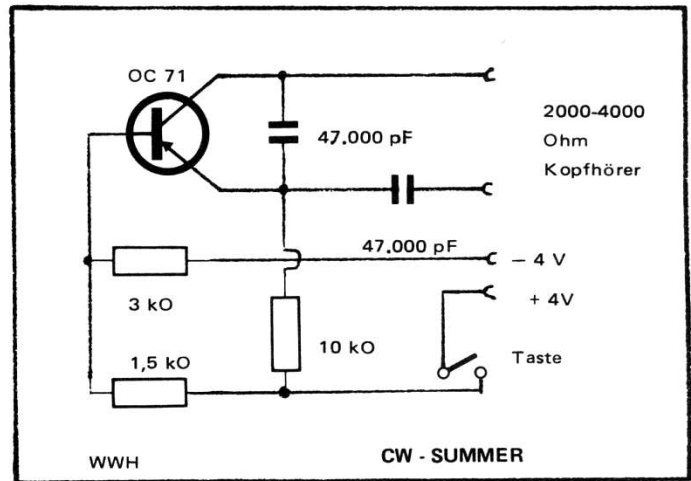 OC 71
47.000 pF
2000-4000
Ohm
Kopfhörer
47.000 pF
– 4 V
+ 4V
3 kO
10 kO
Taste
1,5 kO
WWH
CW - SUMMER